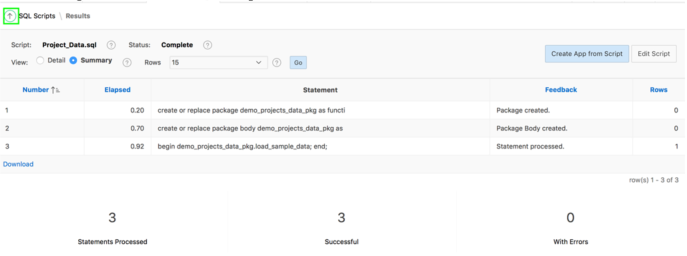 SQL Scripts \ Results
Script: Project_Data.sql Status: Complete
View: Detail Summary Rows 15 Go
Create App from Script Edit Script
Number Elapsed Statement Feedback Rows
1 0.20 create or replace package demo_projects_data_pkg as functi Package created. 0
2 0.70 create or replace package body demo_projects_data_pkg as Package Body created. 0
3 0.92 begin demo_projects_data_pkg.load_sample_data; end; Statement processed. 1
Download
row(s) 1 - 3 of 3
3 3 0
Statements Processed Successful With Errors